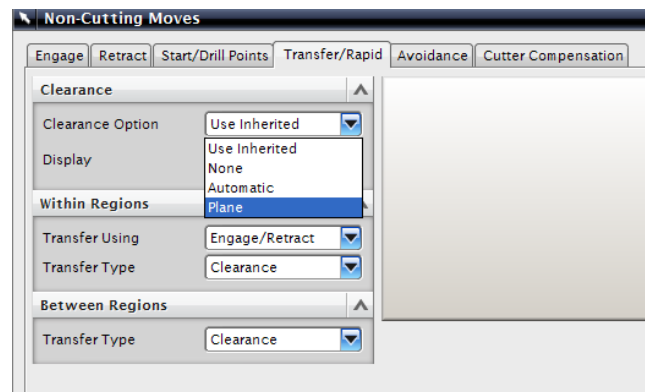 Non-Cutting Moves
Engage Retract Start/Drill Points Transfer/Rapid Avoidance Cutter Compensation
Clearance
Clearance Option Use Inherited
Use Inherited
Display
None
Automatic
Plane
Within Regions
Transfer Using Engage/Retract
Transfer Type Clearance
Between Regions
Transfer Type Clearance